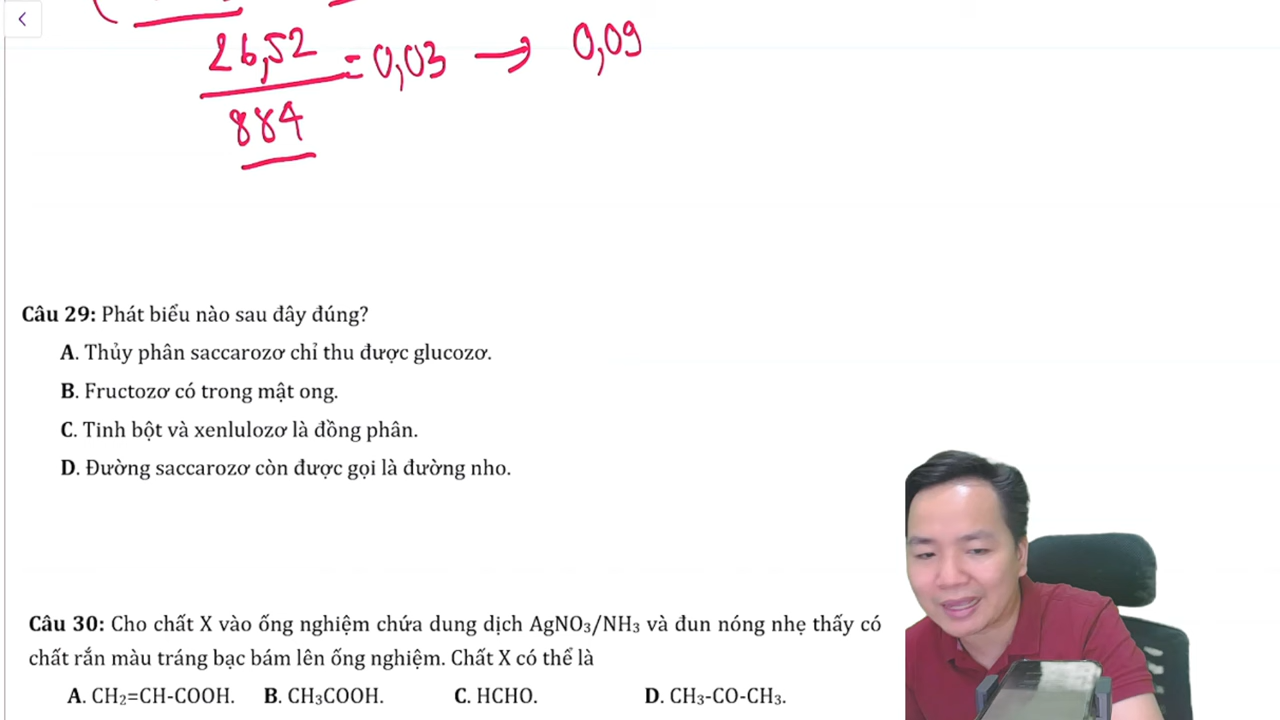 26,52
884
= 0,03 → 0,09
Câu 29: Phát biểu nào sau đây đúng?
A. Thủy phân saccarozơ chỉ thu được glucozơ.
B. Fructozơ có trong mật ong.
C. Tinh bột và xenlulozơ là đồng phân.
D. Đường saccarozơ còn được gọi là đường nho.
Câu 30: Cho chất X vào ống nghiệm chứa dung dịch AgNO₃/NH₃ và đun nóng nhẹ thấy có
chất rắn màu tráng bạc bám lên ống nghiệm. Chất X có thể là
A. CH₂=CH-COOH. B. CH₃COOH. C. HCHO. D. CH₃-CO-CH₃.